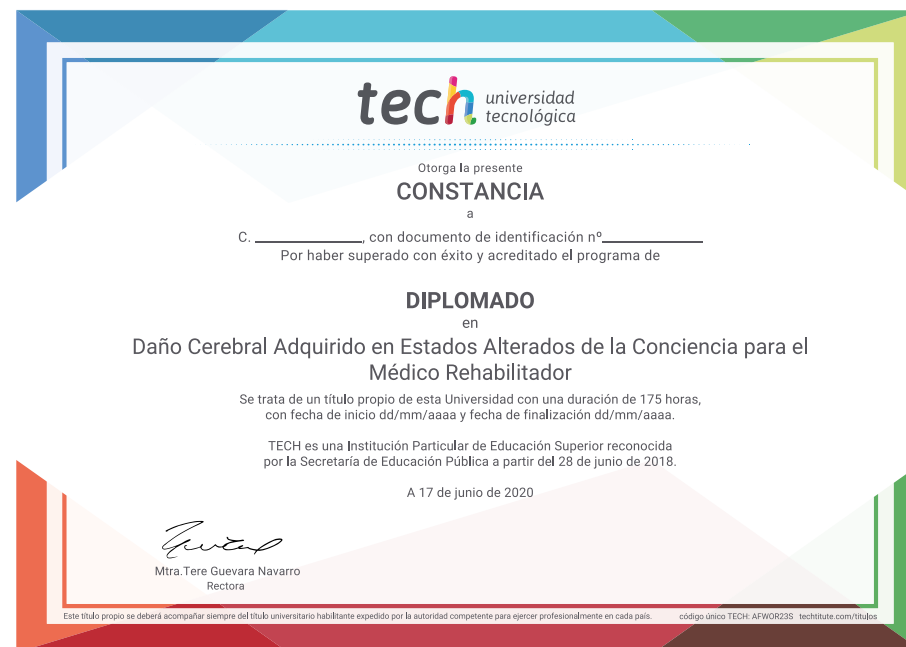 tech universidad
tecnológica
Otorga la presente
CONSTANCIA
a
C. ____________, con documento de identificación nº____________
Por haber superado con éxito y acreditado el programa de
DIPLOMADO
en
Daño Cerebral Adquirido en Estados Alterados de la Conciencia para el
Médico Rehabilitador
Se trata de un título propio de esta Universidad con una duración de 175 horas,
con fecha de inicio dd/mm/aaaa y fecha de finalización dd/mm/aaaa.
TECH es una Institución Particular de Educación Superior reconocida
por la Secretaría de Educación Pública a partir del 28 de junio de 2018.
A 17 de junio de 2020
Mtra.Tere Guevara Navarro
Rectora
Este título propio se deberá acompañar siempre del título universitario habilitante expedido por la autoridad competente para ejercer profesionalmente en cada país. código único TECH: AFWOR23S techtitute.com/titulos